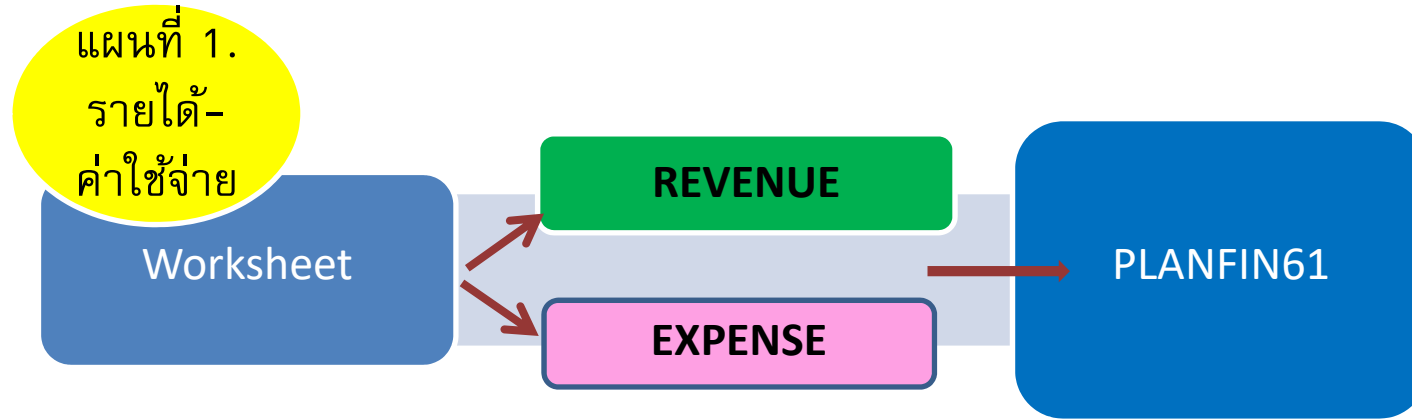 แผนที่ 1.
รายได้-
ค่าใช้จ่าย
Worksheet
REVENUE
EXPENSE
PLANFIN61